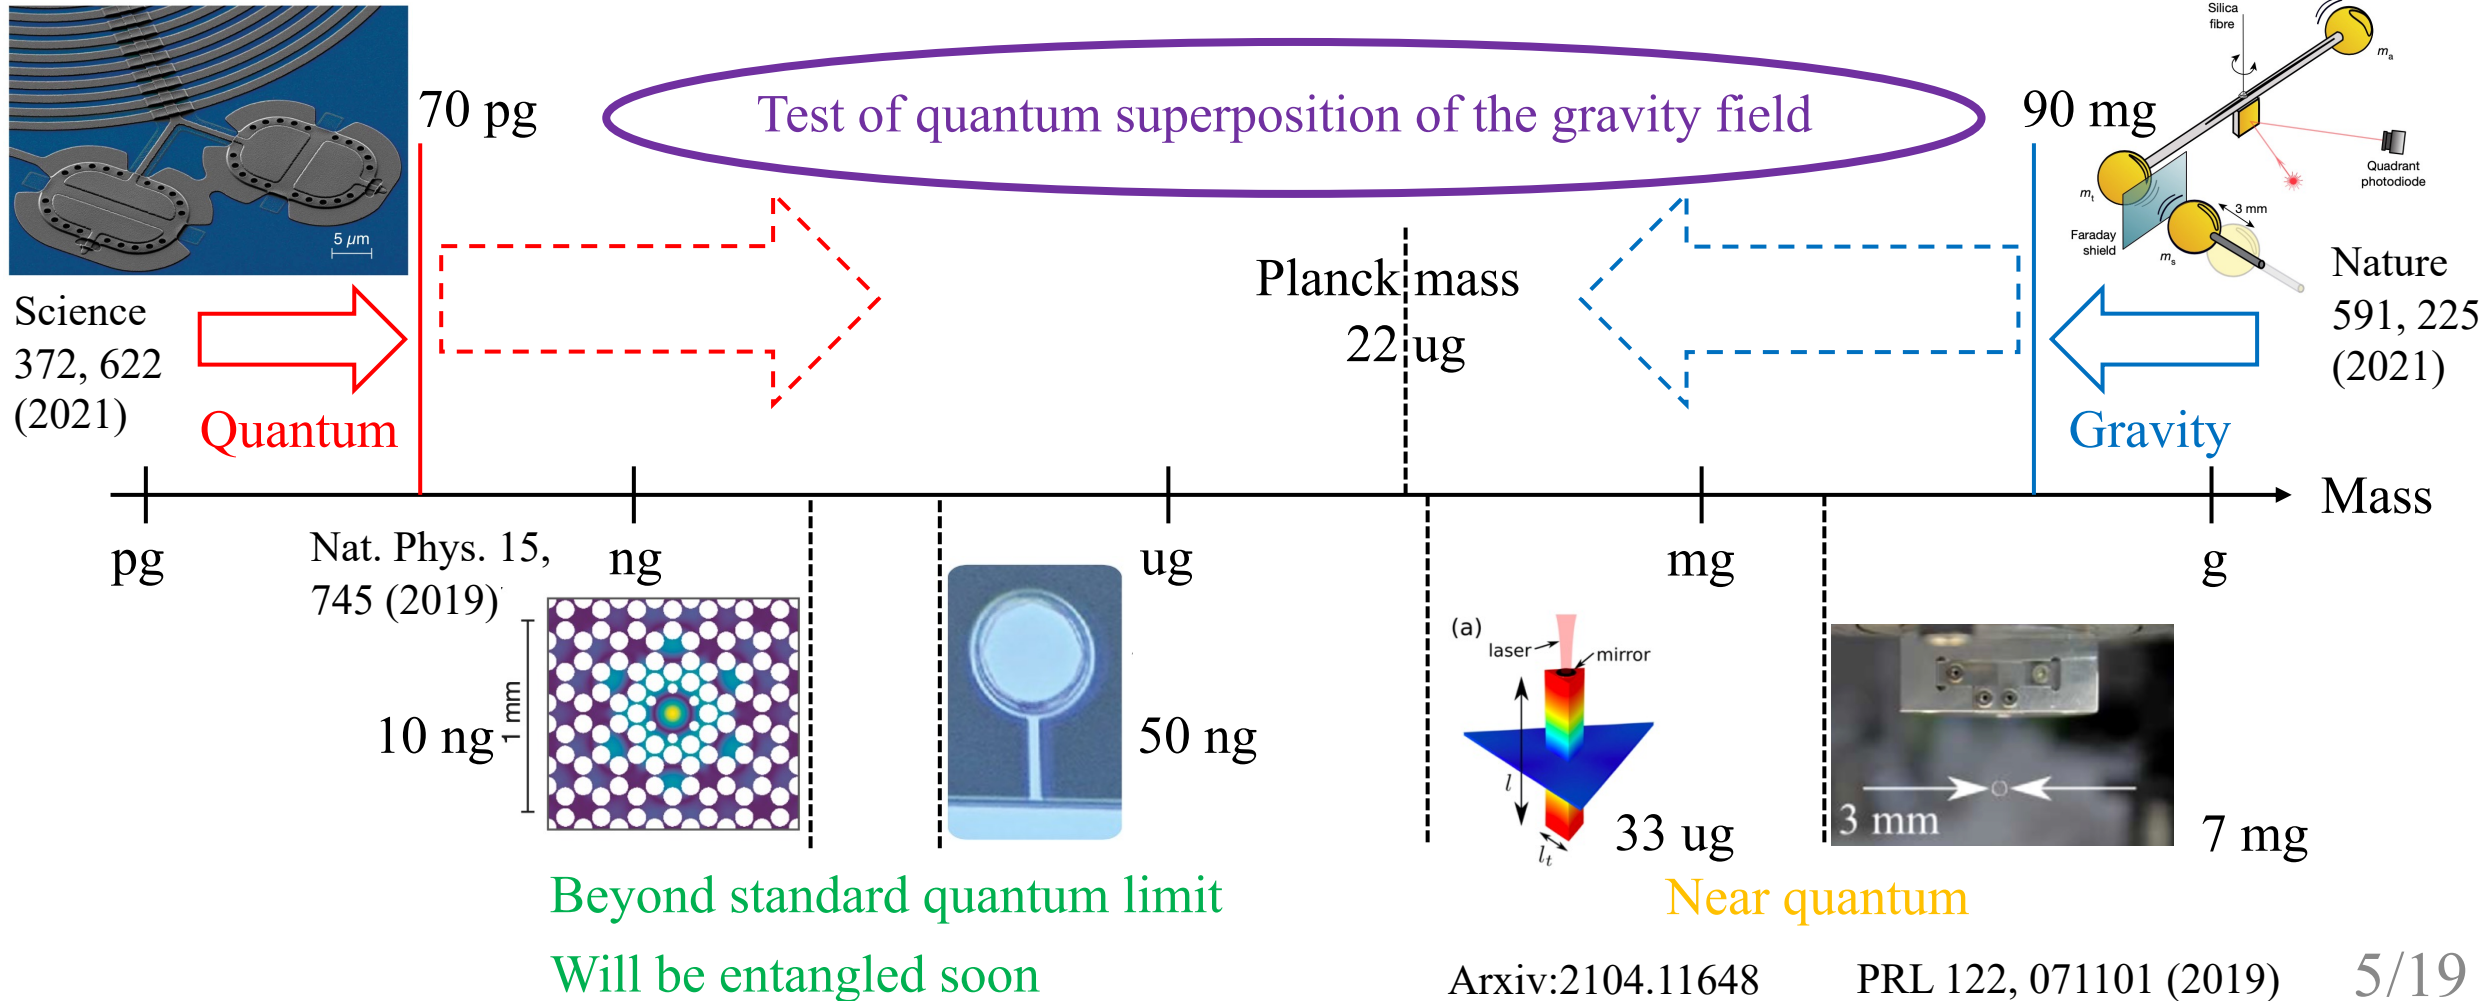 Test of quantum superposition of the gravity field
70 pg
90 mg
5 μm
Silica
fibre
mₐ
Quadrant
photodiode
mₜ
3 mm
Faraday
shield
mₛ
Science
372, 622
(2021)
Quantum
Planck mass
22 ug
Nature
591, 225
(2021)
Gravity
Mass
pg
ng
ug
mg
g
Nat. Phys. 15,
745 (2019)
10 ng
1 mm
50 ng
(a)
laser
mirror
l
lₜ
33 ug
3 mm
7 mg
Beyond standard quantum limit
Will be entangled soon
Near quantum
Arxiv:2104.11648
PRL 122, 071101 (2019)
5/19